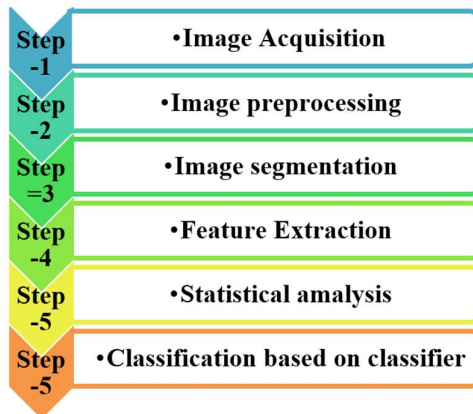 Step
-1
•Image Acquisition
Step
-2
•Image preprocessing
Step
=3
•Image segmentation
Step
-4
•Feature Extraction
Step
-5
•Statistical amalysis
Step
-5
•Classification based on classifier